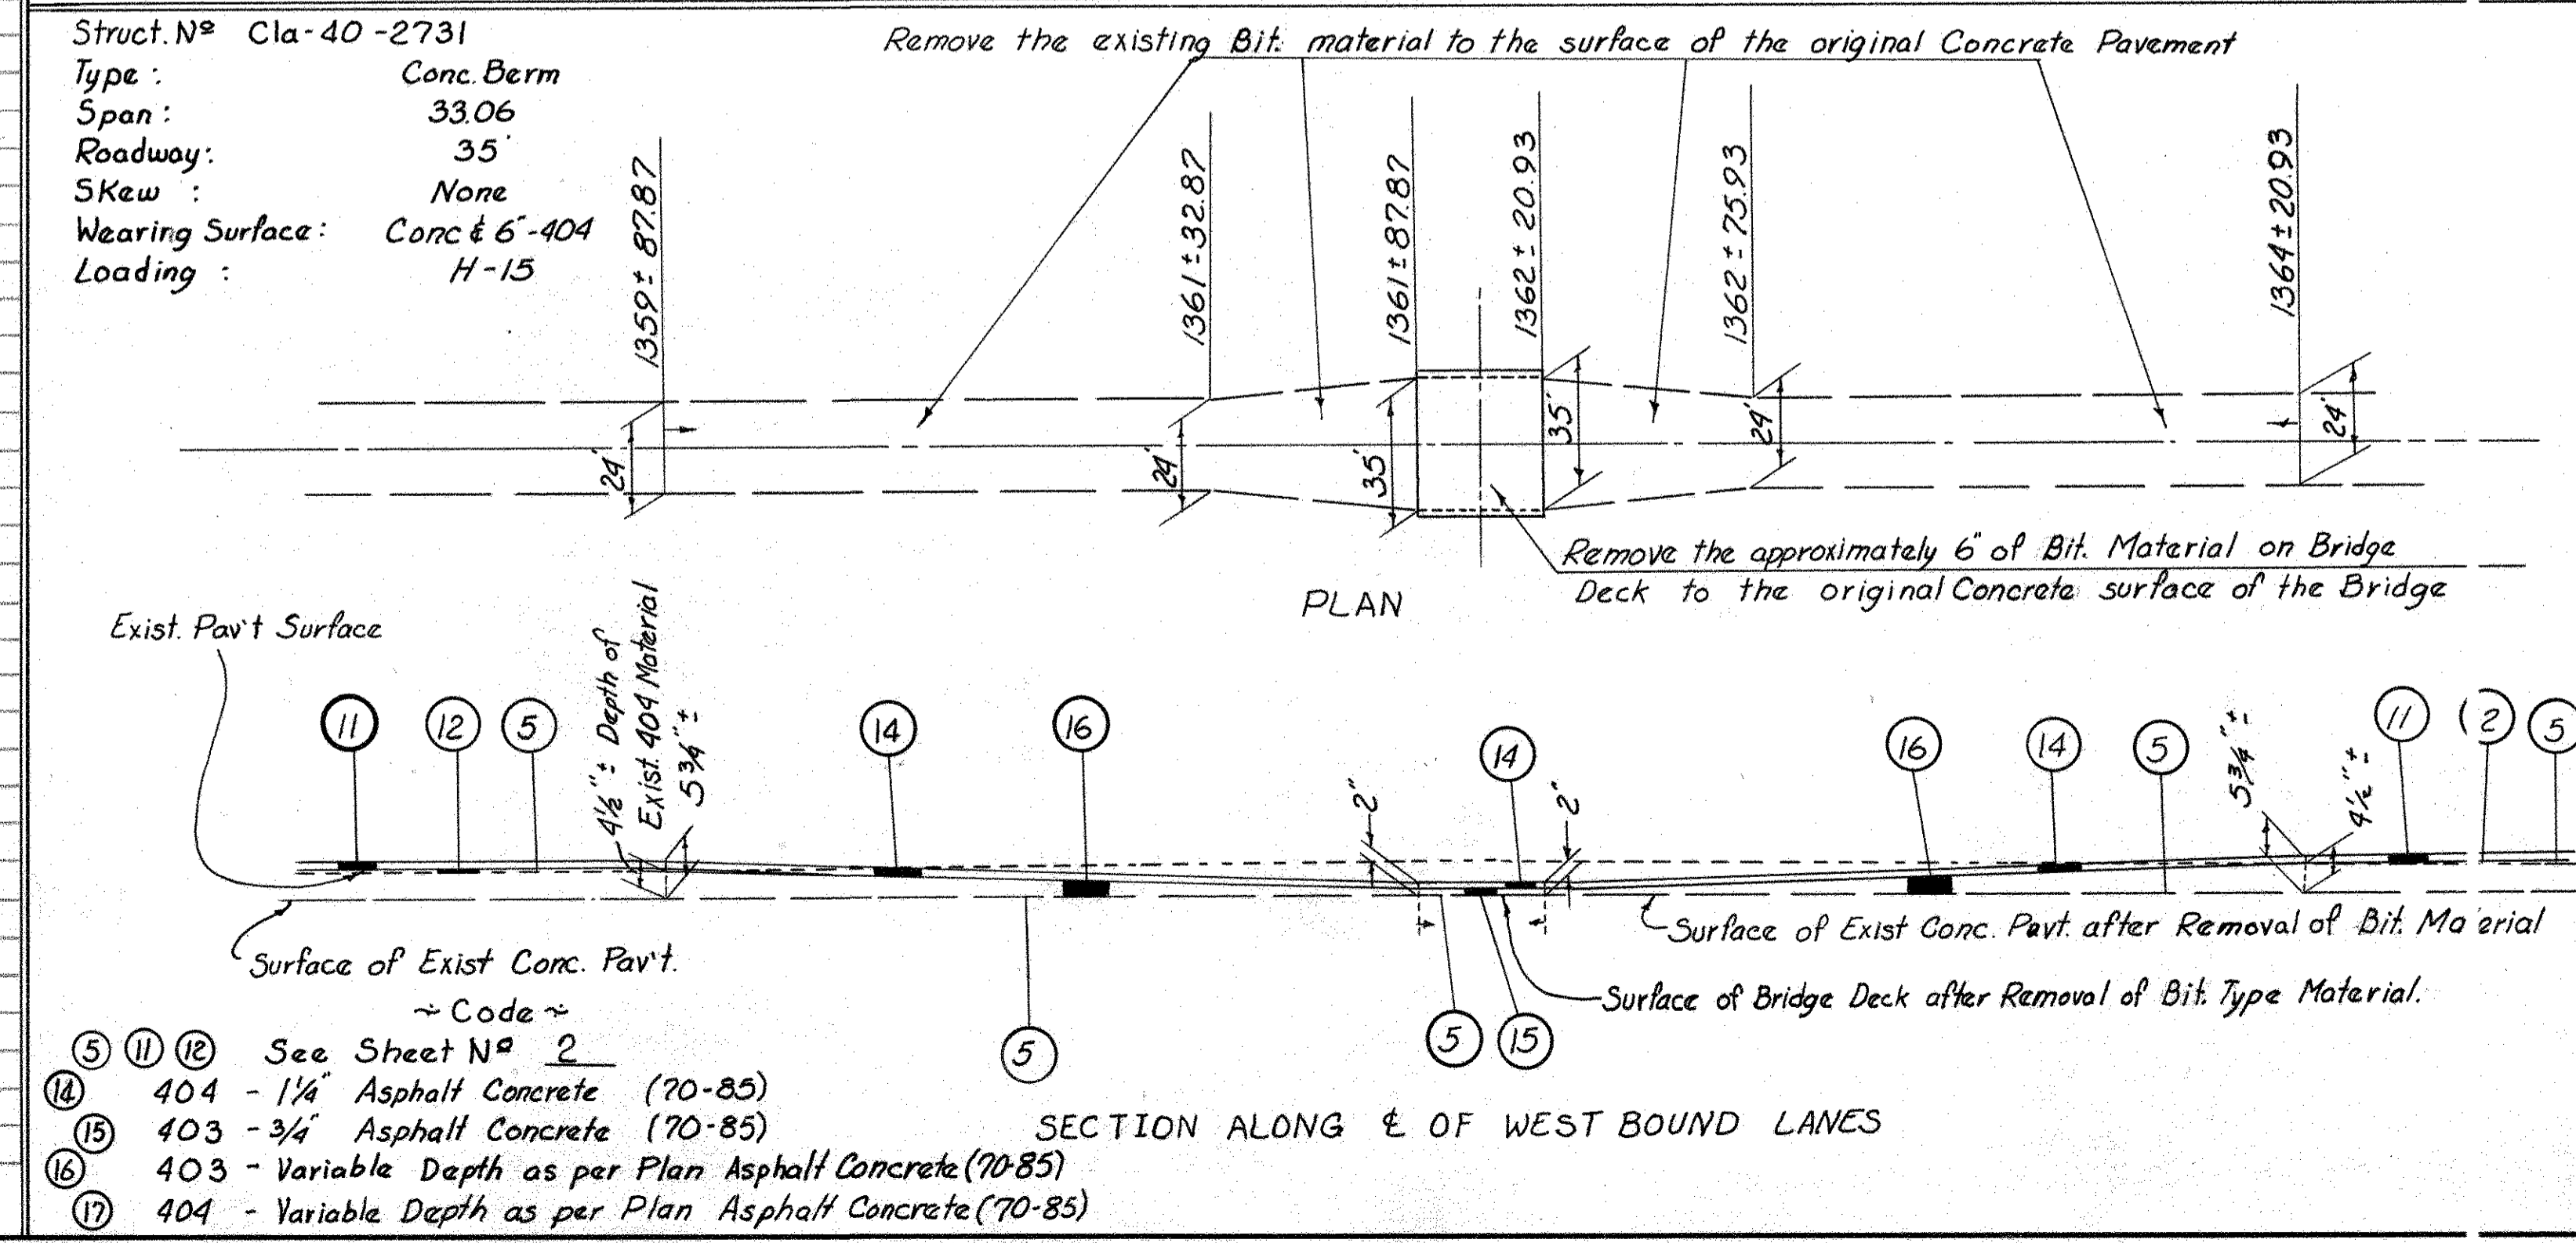 Struct. Nº Cla-40-2731
Type : Conc. Berm
Span : 33.06
Roadway: 35'
Skew : None
Wearing Surface: Conc & 6"-404
Loading : H-15
Remove the existing Bit. material to the surface of the original Concrete Pavement
1359± 87.87
1361± 32.87
1361± 87.87
1362± 20.93
1362± 75.93
1364± 20.93
24'
24'
35'
35'
24'
24'
Remove the approximately 6" of Bit. Material on Bridge
Deck to the original Concrete surface of the Bridge
PLAN
Exist. Pav't Surface
4½"± Depth of
Exist. 404 Material
5¾"±
11
12
5
14
16
2"
14
2"
16
14
5
5¾"±
4½"±
11
2
5
Surface of Exist Conc. Pav't.
Surface of Exist Conc. Pavt. after Removal of Bit. Ma erial
Surface of Bridge Deck after Removal of Bit. Type Material.
5
5
15
~ Code ~
5 11 12 See Sheet Nº 2
14 404 - 1¼" Asphalt Concrete (70-85)
15 403 - 3/4" Asphalt Concrete (70-85)
16 403 - Variable Depth as per Plan Asphalt Concrete (70-85)
17 404 - Variable Depth as per Plan Asphalt Concrete (70-85)
SECTION ALONG ℄ OF WEST BOUND LANES